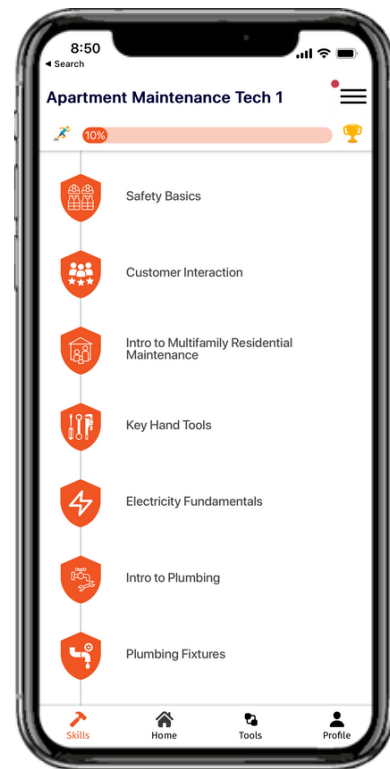 8:50
◂ Search
Apartment Maintenance Tech 1
10%
Safety Basics
Customer Interaction
Intro to Multifamily Residential
Maintenance
Key Hand Tools
Electricity Fundamentals
Intro to Plumbing
Plumbing Fixtures
Skills
Home
Tools
Profile